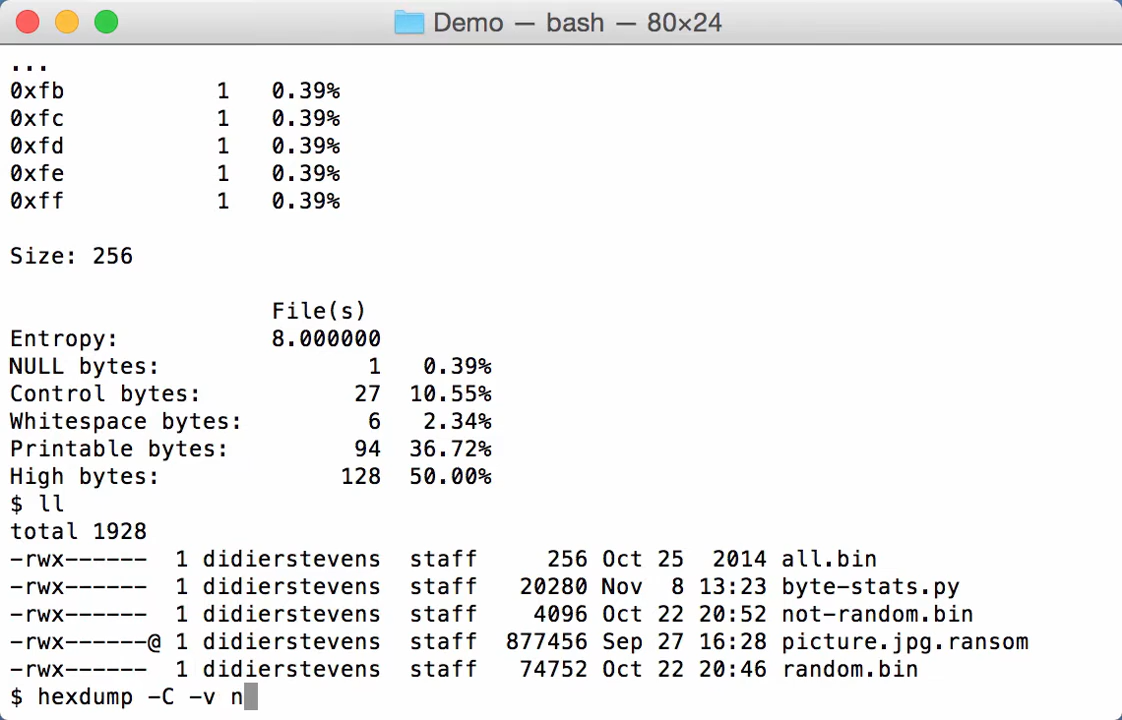 Demo — bash — 80×24
...
0xfb 1 0.39%
0xfc 1 0.39%
0xfd 1 0.39%
0xfe 1 0.39%
0xff 1 0.39%
Size: 256
File(s)
Entropy: 8.000000
NULL bytes: 1 0.39%
Control bytes: 27 10.55%
Whitespace bytes: 6 2.34%
Printable bytes: 94 36.72%
High bytes: 128 50.00%
$ ll
total 1928
-rwx------ 1 didierstevens staff 256 Oct 25 2014 all.bin
-rwx------ 1 didierstevens staff 20280 Nov 8 13:23 byte-stats.py
-rwx------ 1 didierstevens staff 4096 Oct 22 20:52 not-random.bin
-rwx------@ 1 didierstevens staff 877456 Sep 27 16:28 picture.jpg.ransom
-rwx------ 1 didierstevens staff 74752 Oct 22 20:46 random.bin
$ hexdump -C -v n